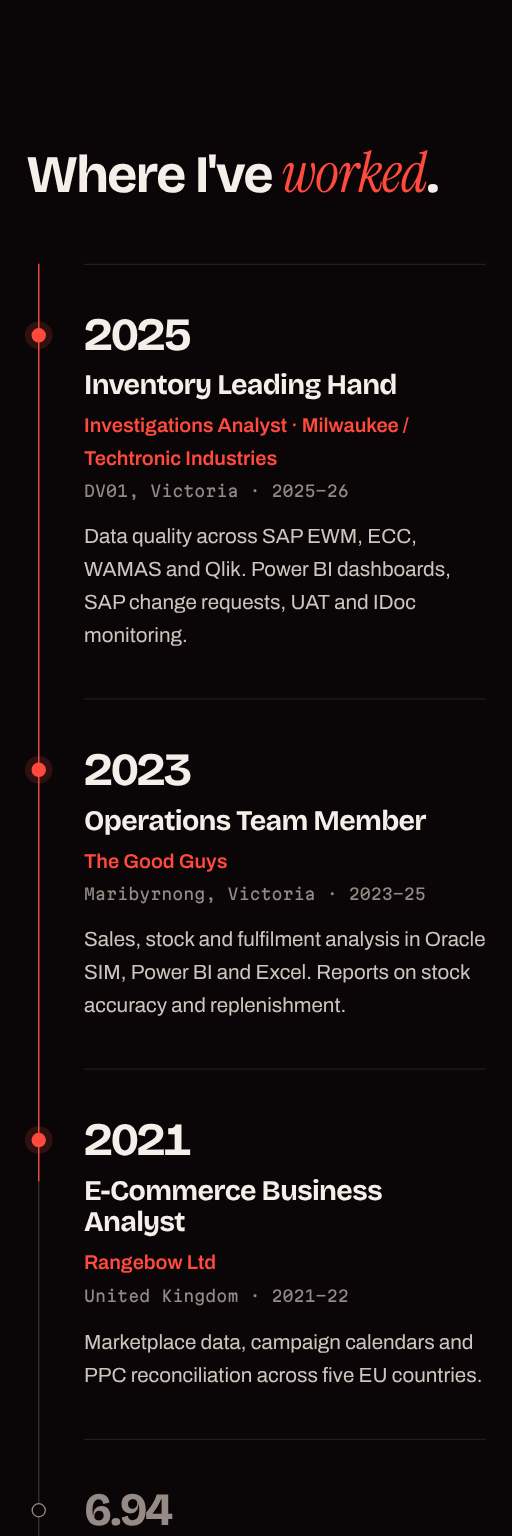 Where I've worked.
2025
Inventory Leading Hand
Investigations Analyst · Milwaukee /
Techtronic Industries
DV01, Victoria · 2025–26
Data quality across SAP EWM, ECC,
WAMAS and Qlik. Power BI dashboards,
SAP change requests, UAT and IDoc
monitoring.
2023
Operations Team Member
The Good Guys
Maribyrnong, Victoria · 2023–25
Sales, stock and fulfilment analysis in Oracle
SIM, Power BI and Excel. Reports on stock
accuracy and replenishment.
2021
E-Commerce Business
Analyst
Rangebow Ltd
United Kingdom · 2021–22
Marketplace data, campaign calendars and
PPC reconciliation across five EU countries.
6.94